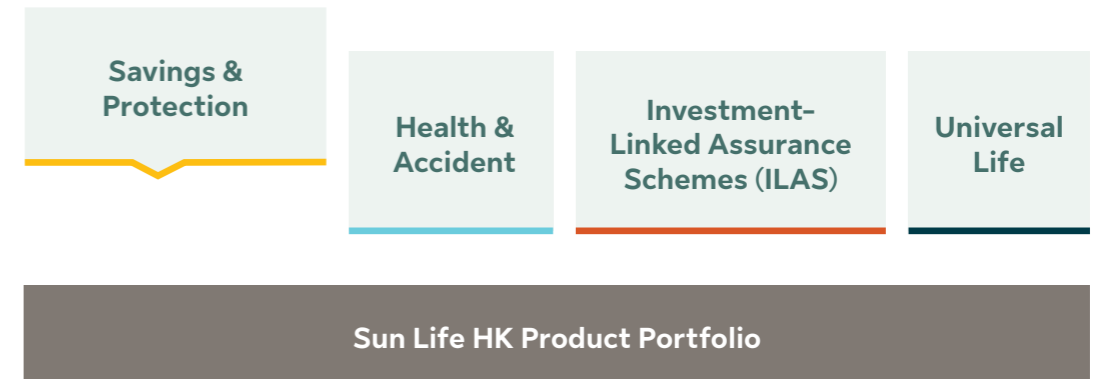 Savings &
Protection
Health &
Accident
Investment-
Linked Assurance
Schemes (ILAS)
Universal
Life
Sun Life HK Product Portfolio